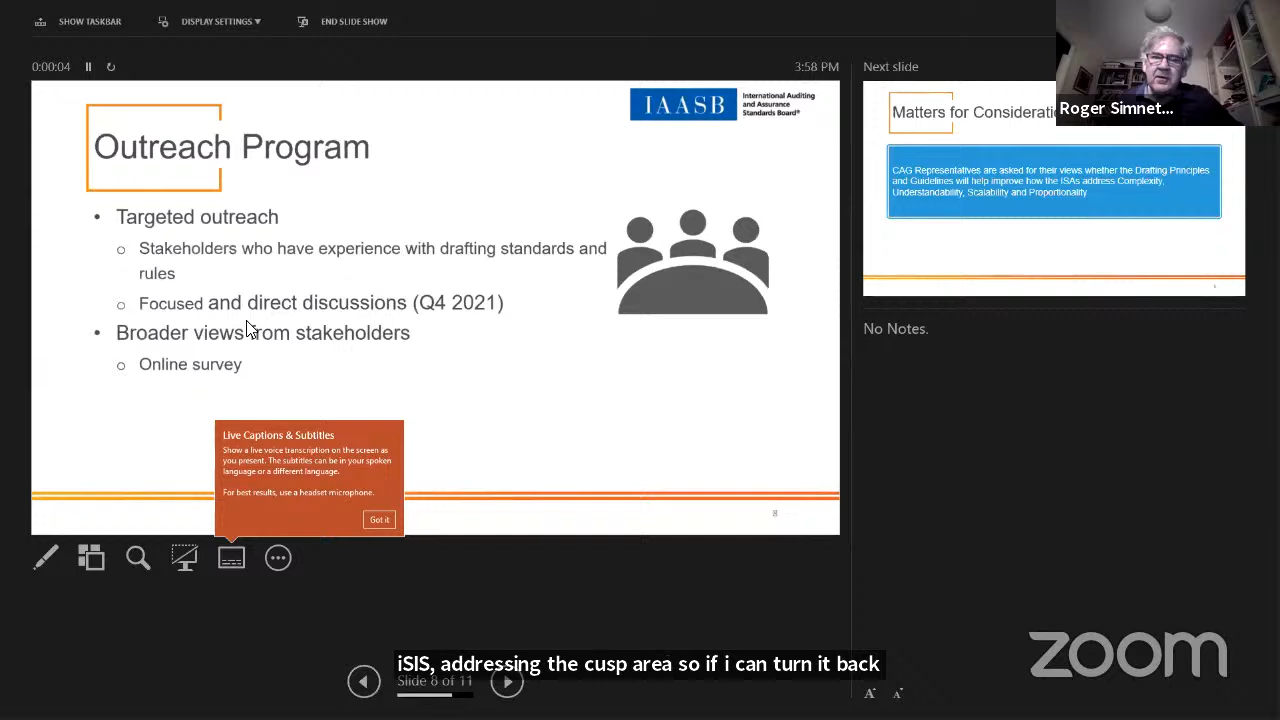 SHOW TASKBAR
DISPLAY SETTINGS ▾
END SLIDE SHOW
0:00:04
3:58 PM
Next slide
Roger Simnet...
IAASB
International Auditing
and Assurance
Standards Board®
Outreach Program
• Targeted outreach
o Stakeholders who have experience with drafting standards and
rules
o Focused and direct discussions (Q4 2021)
• Broader views from stakeholders
o Online survey
8
Matters for Consideratio
CAG Representatives are asked for their views whether the Drafting Principles
and Guidelines will help improve how the ISAs address Complexity,
Understandability, Scalability and Proportionality
No Notes.
Live Captions & Subtitles
Show a live voice transcription on the screen as
you present. The subtitles can be in your spoken
language or a different language.
For best results, use a headset microphone.
Got it
iSIS, addressing the cusp area so if i can turn it back
Slide 8 of 11
zoom
A A